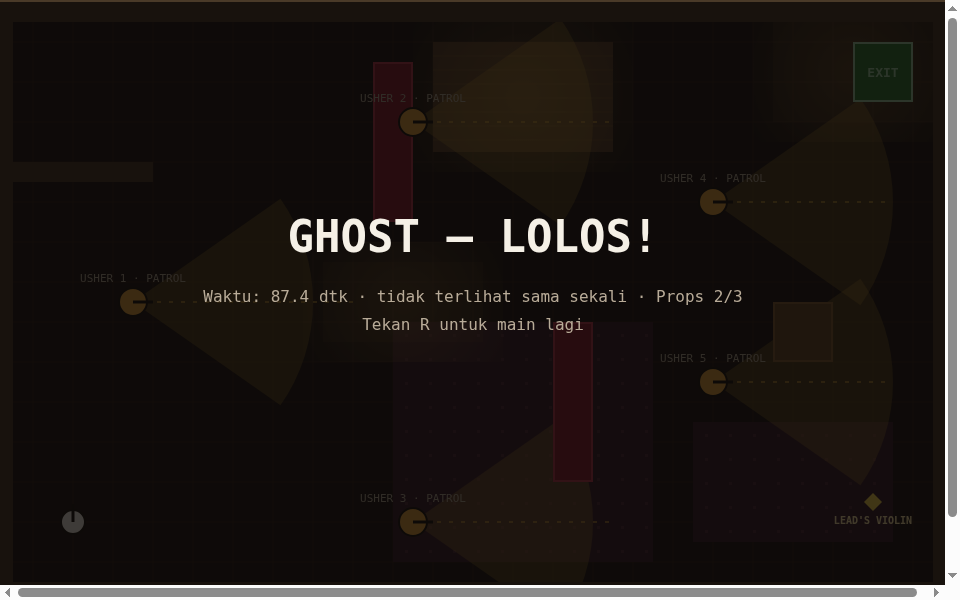 EXIT
USHER 2 · PATROL
USHER 4 · PATROL
GHOST — LOLOS!
USHER 1 · PATROL
Waktu: 87.4 dtk · tidak terlihat sama sekali · Props 2/3
Tekan R untuk main lagi
USHER 5 · PATROL
USHER 3 · PATROL
LEAD'S VIOLIN